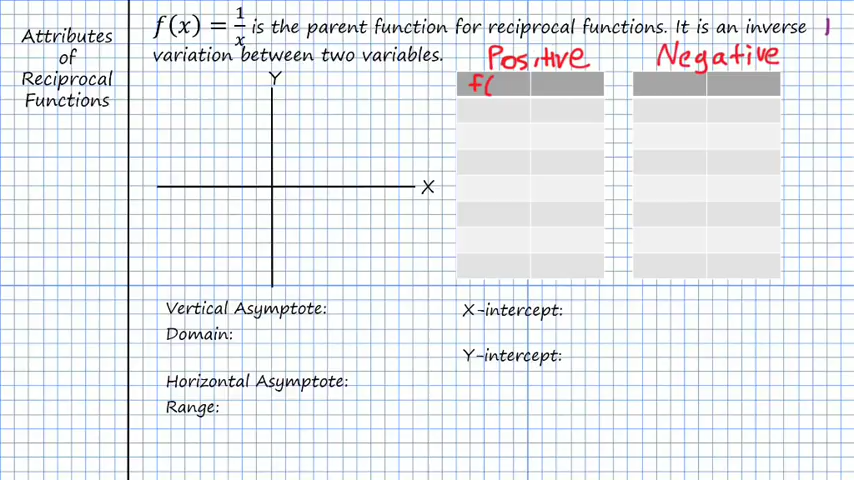 Attributes
of
Reciprocal
Functions
f(x) = 1/x is the parent function for reciprocal functions. It is an inverse
variation between two variables.
Positive Negative
f(
Y
X
Vertical Asymptote:
Domain:
Horizontal Asymptote:
Range:
X-intercept:
Y-intercept: